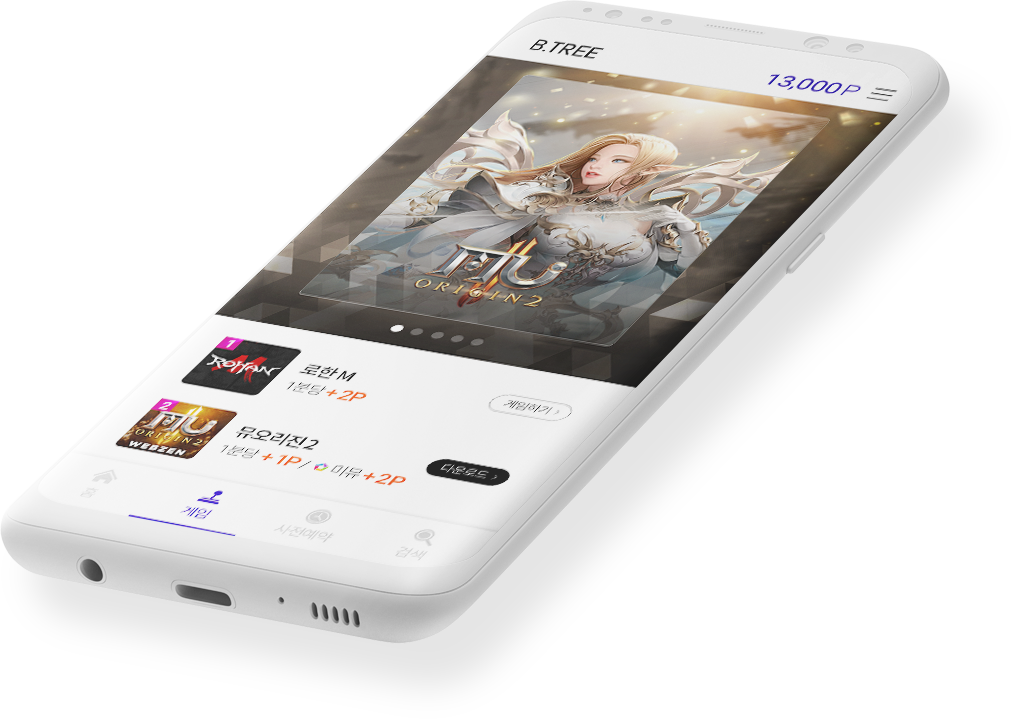 B.TREE
13,000P
MU
ORIGIN2
1
ROHAN M
로한 M
1분당 + 2P
게임하기 ›
2
MU
ORIGIN2
WEBZEN
뮤오리진2
1분당 + 1P / 미뮤 + 2P
다운로드 ›
홈
게임
사전예약
검색